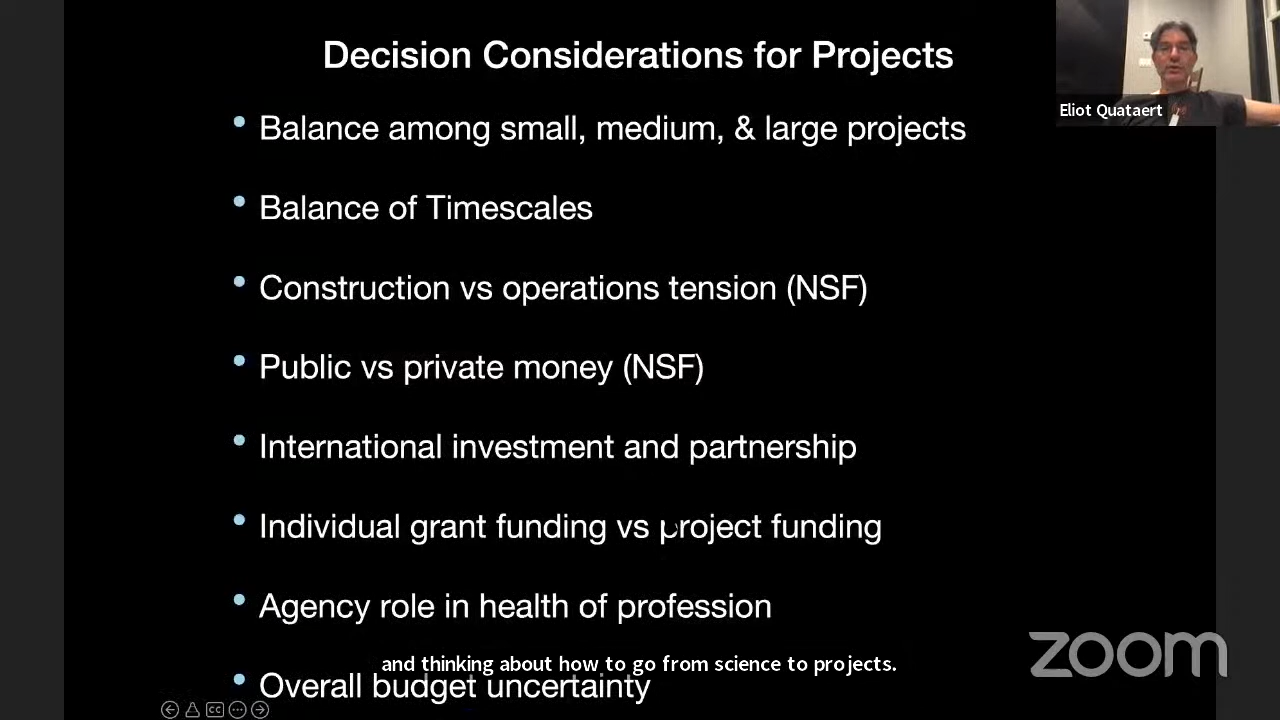 Decision Considerations for Projects
Eliot Quataert
• Balance among small, medium, & large projects
• Balance of Timescales
• Construction vs operations tension (NSF)
• Public vs private money (NSF)
• International investment and partnership
• Individual grant funding vs project funding
• Agency role in health of profession
and thinking about how to go from science to projects.
• Overall budget uncertainty
zoom
CC